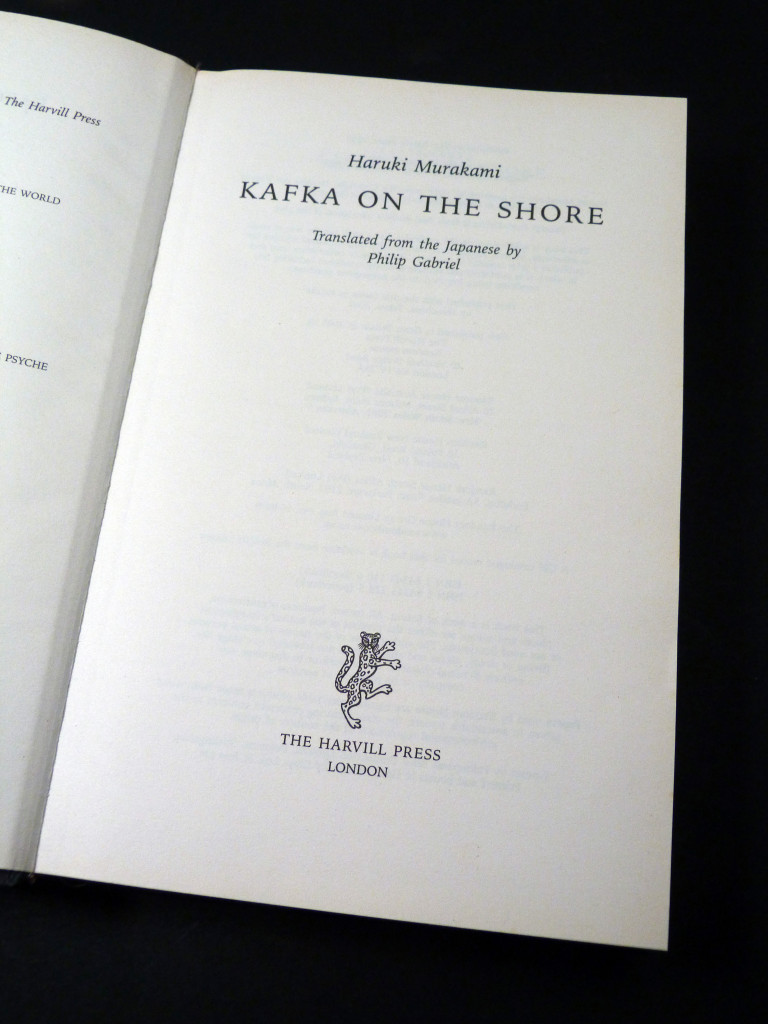 The Harvill Press
THE WORLD
PSYCHE
Haruki Murakami
KAFKA ON THE SHORE
Translated from the Japanese by
Philip Gabriel
THE HARVILL PRESS
LONDON